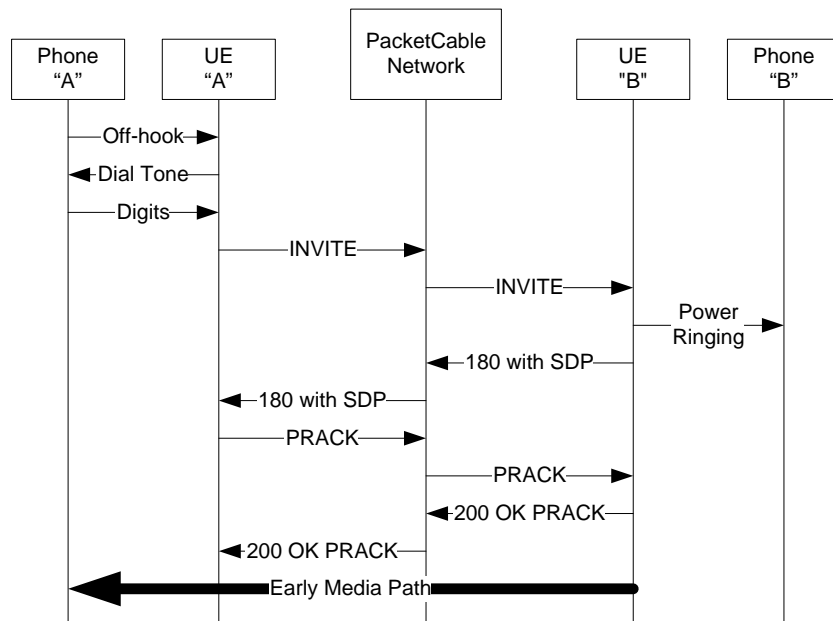 Phone
“A”
UE
“A”
PacketCable
Network
UE
"B"
Phone
“B”
Off-hook
Dial Tone
Digits
INVITE
INVITE
Power
Ringing
180 with SDP
180 with SDP
PRACK
PRACK
200 OK PRACK
200 OK PRACK
Early Media Path